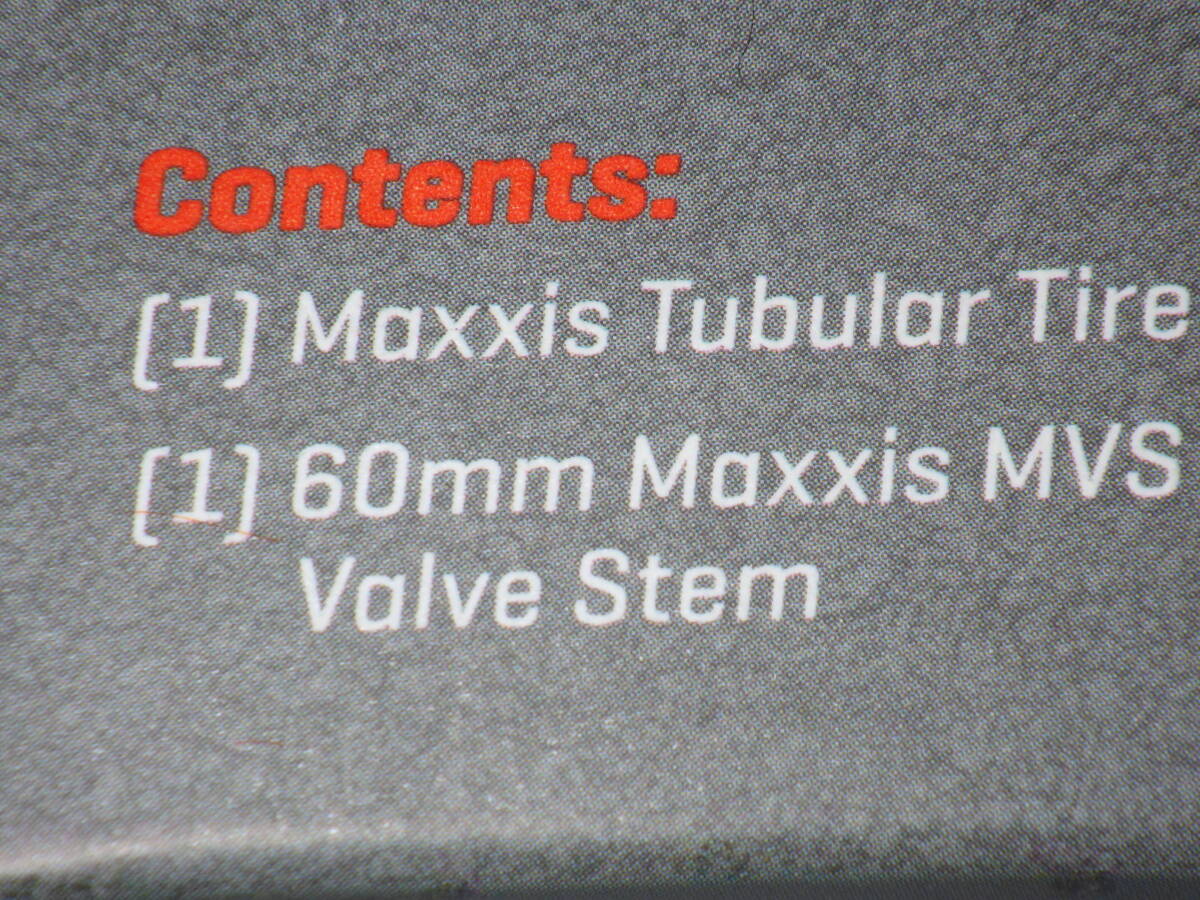 Contents:
(1) Maxxis Tubular Tire
(1) 60mm Maxxis MVS
Valve Stem